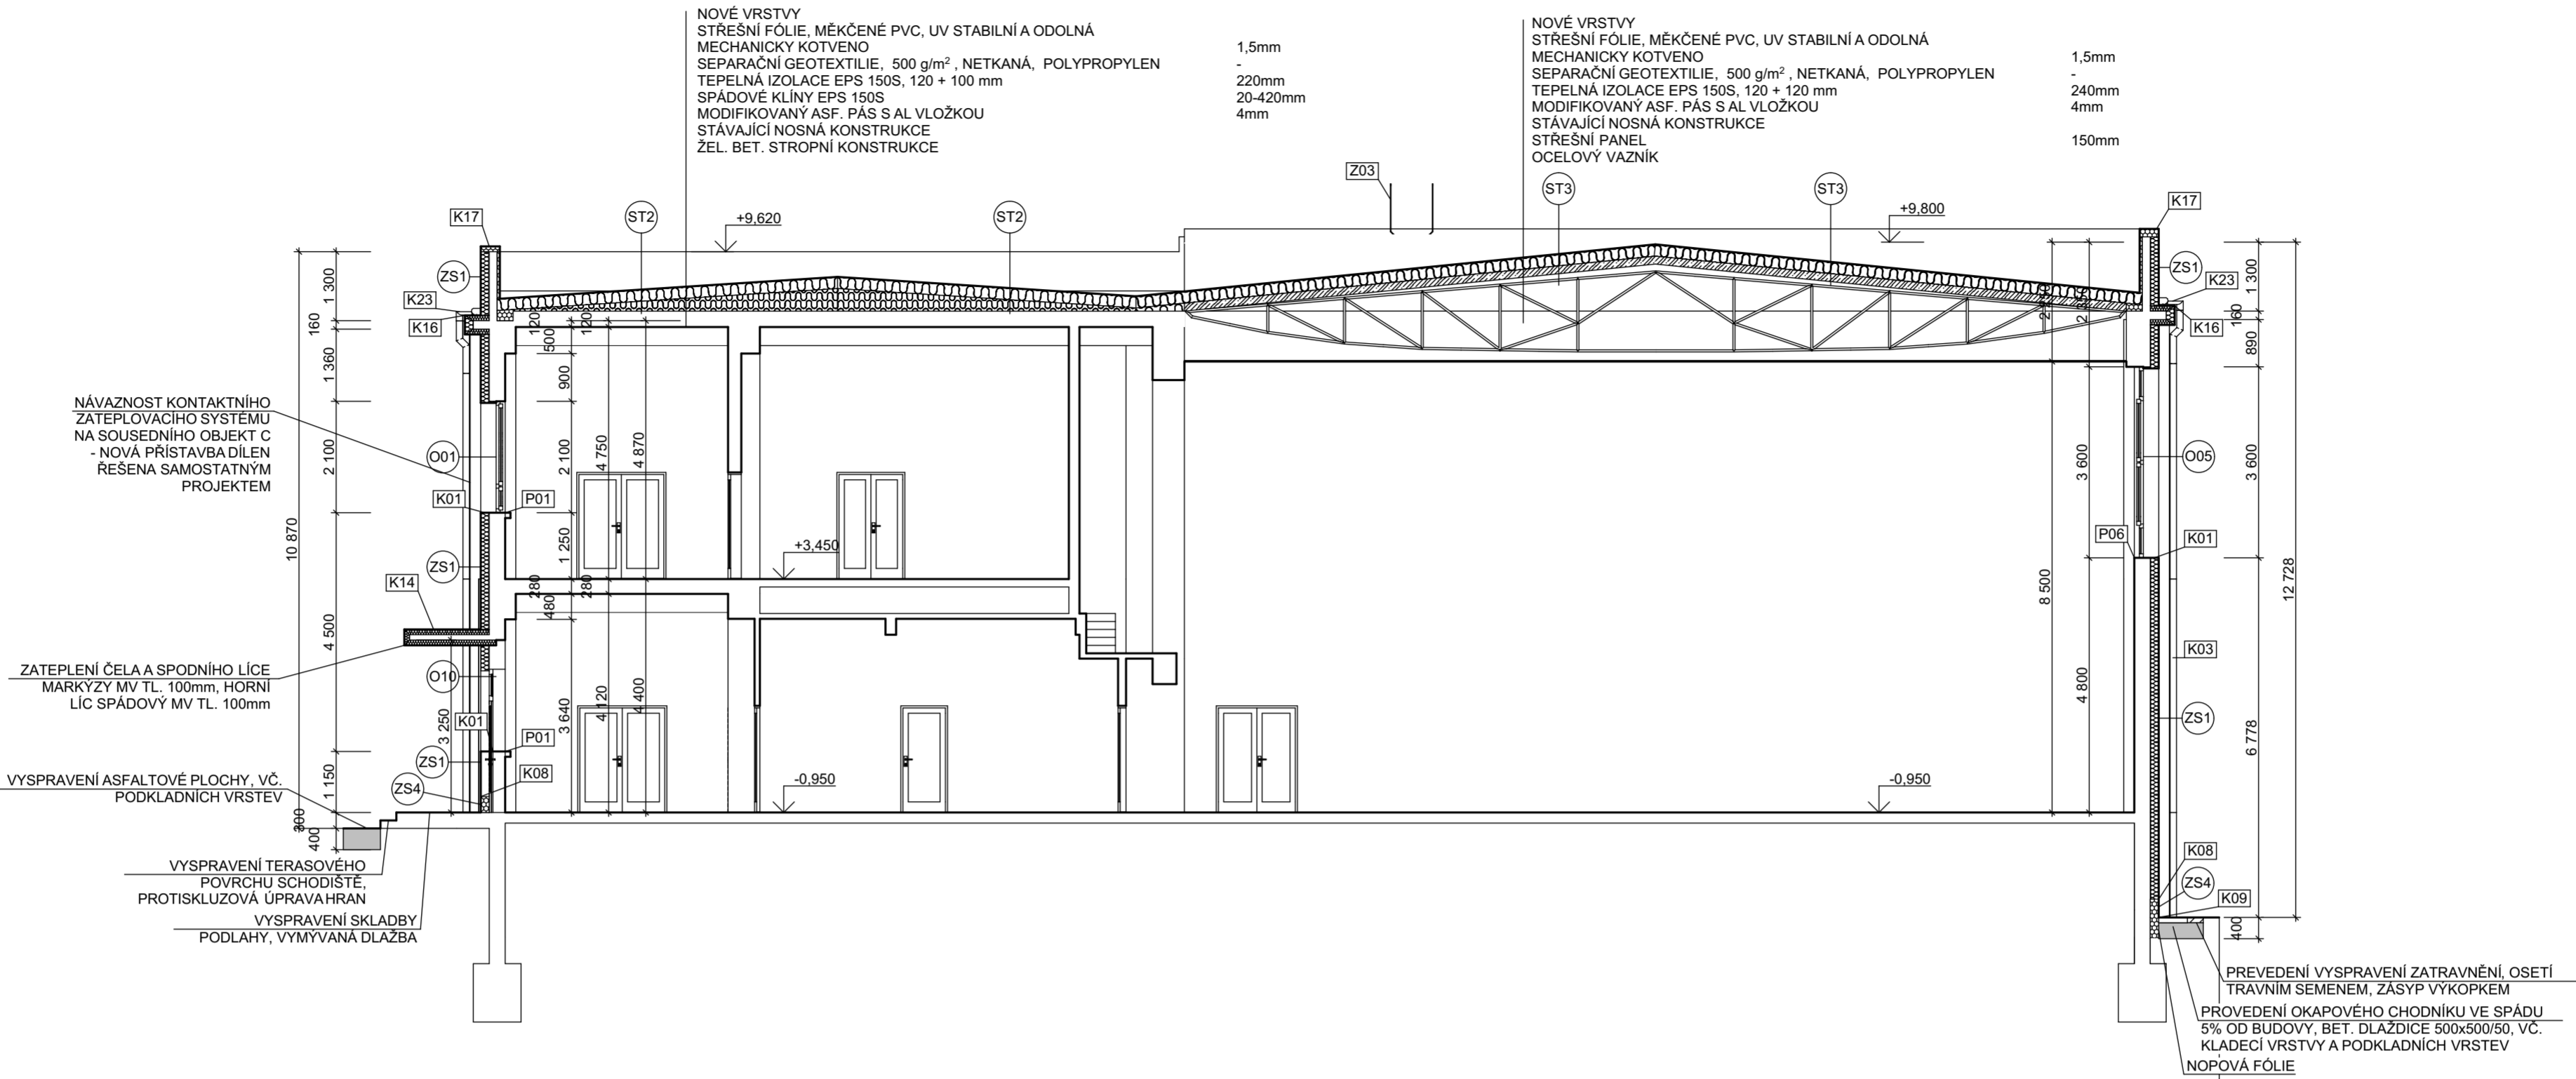 NOVÉ VRSTVY
STŘEŠNÍ FÓLIE, MĚKČENÉ PVC, UV STABILNÍ A ODOLNÁ
MECHANICKY KOTVENO 1,5mm
SEPARAČNÍ GEOTEXTILIE, 500 g/m² , NETKANÁ, POLYPROPYLEN -
TEPELNÁ IZOLACE EPS 150S, 120 + 100 mm 220mm
SPÁDOVÉ KLÍNY EPS 150S 20-420mm
MODIFIKOVANÝ ASF. PÁS S AL VLOŽKOU 4mm
STÁVAJÍCÍ NOSNÁ KONSTRUKCE
ŽEL. BET. STROPNÍ KONSTRUKCE
NOVÉ VRSTVY
STŘEŠNÍ FÓLIE, MĚKČENÉ PVC, UV STABILNÍ A ODOLNÁ
MECHANICKY KOTVENO 1,5mm
SEPARAČNÍ GEOTEXTILIE, 500 g/m² , NETKANÁ, POLYPROPYLEN -
TEPELNÁ IZOLACE EPS 150S, 120 + 120 mm 240mm
MODIFIKOVANÝ ASF. PÁS S AL VLOŽKOU 4mm
STÁVAJÍCÍ NOSNÁ KONSTRUKCE
STŘEŠNÍ PANEL 150mm
OCELOVÝ VAZNÍK
Z03
K17
ST2
+9,620
ST2
ST3
ST3
+9,800
K17
ZS1
K23
K16
ZS1
K23
K16
10 870
1 300
160
1 360
2 100
4 500
1 150
300
400
3 250
120
120
500
900
2 100
1 250
4 750
4 870
280
280
480
3 640
4 120
4 400
NÁVAZNOST KONTAKTNÍHO
ZATEPLOVACÍHO SYSTÉMU
NA SOUSEDNÍHO OBJEKT C
- NOVÁ PŘÍSTAVBA DÍLEN
ŘEŠENA SAMOSTATNÝM
PROJEKTEM
O01
K01
P01
+3,450
ZS1
K14
ZATEPLENÍ ČELA A SPODNÍHO LÍCE
MARKÝZY MV TL. 100mm, HORNÍ
LÍC SPÁDOVÝ MV TL. 100mm
O10
K01
P01
ZS1
K08
ZS4
-0,950
-0,950
VYSPRAVENÍ ASFALTOVÉ PLOCHY, VČ.
PODKLADNÍCH VRSTEV
VYSPRAVENÍ TERASOVÉHO
POVRCHU SCHODIŠTĚ,
PROTISKLUZOVÁ ÚPRAVA HRAN
VYSPRAVENÍ SKLADBY
PODLAHY, VYMÝVANÁ DLAŽBA
8 500
3 600
4 800
1 300
160
890
3 600
6 778
400
12 728
O05
P06
K01
K03
ZS1
K08
ZS4
K09
PREVEDENÍ VYSPRAVENÍ ZATRAVNĚNÍ, OSETÍ
TRAVNÍM SEMENEM, ZÁSYP VÝKOPKEM
PROVEDENÍ OKAPOVÉHO CHODNÍKU VE SPÁDU
5% OD BUDOVY, BET. DLAŽDICE 500x500/50, VČ.
KLADECÍ VRSTVY A PODKLADNÍCH VRSTEV
NOPOVÁ FÓLIE